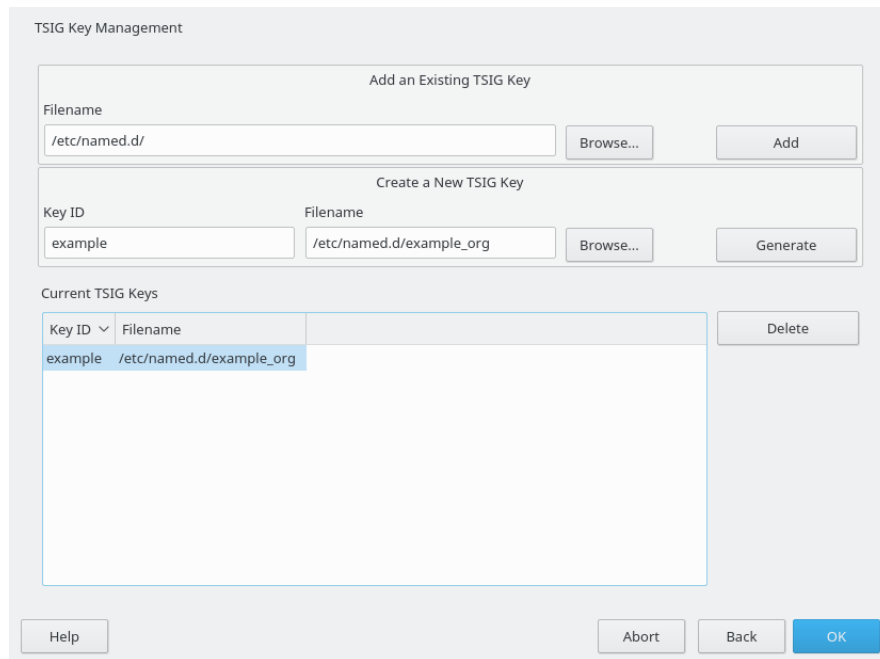 TSIG Key Management
Add an Existing TSIG Key
Filename
/etc/named.d/ Browse... Add
Create a New TSIG Key
Key ID Filename
example /etc/named.d/example_org Browse... Generate
Current TSIG Keys
Key ID Filename Delete
example /etc/named.d/example_org
Help Abort Back OK